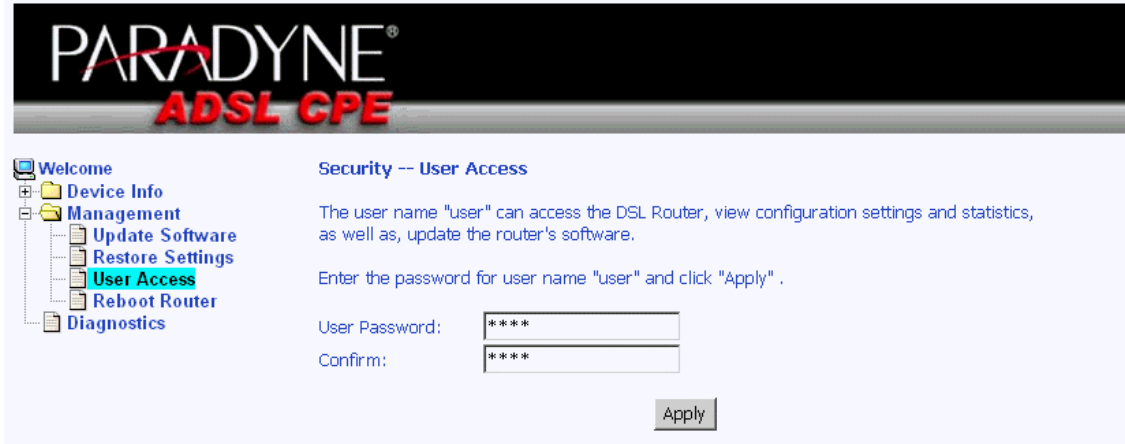 PARADYNE®
ADSL CPE
Welcome
Device Info
Management
Update Software
Restore Settings
User Access
Reboot Router
Diagnostics
Security -- User Access
The user name "user" can access the DSL Router, view configuration settings and statistics,
as well as, update the router's software.
Enter the password for user name "user" and click "Apply" .
User Password: ****
Confirm: ****
Apply